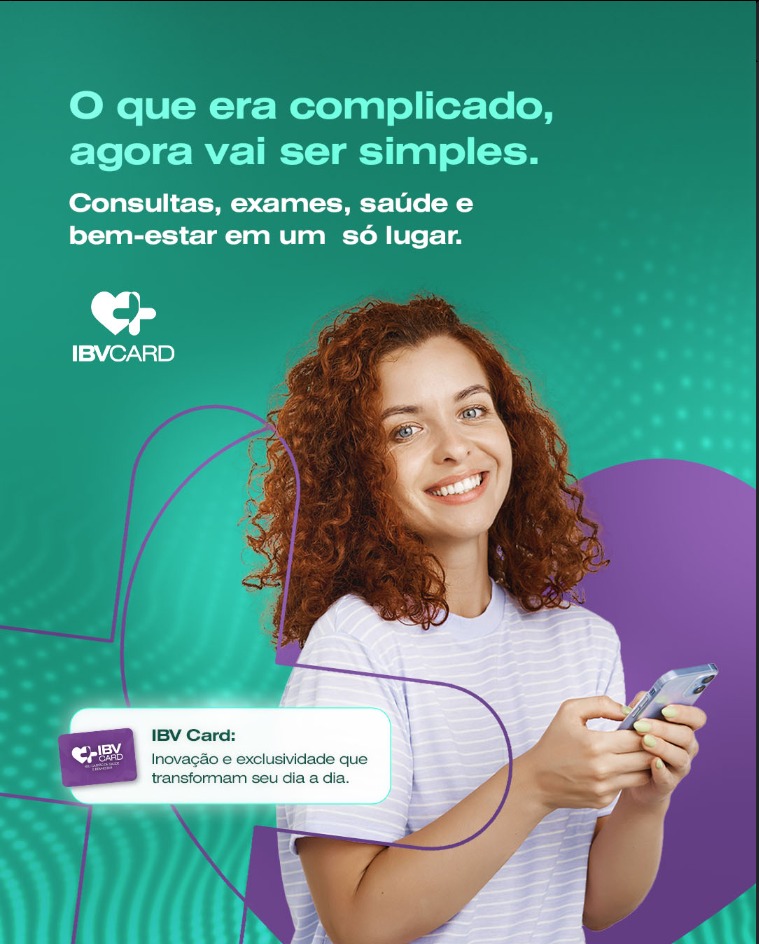 O que era complicado,
agora vai ser simples.
Consultas, exames, saúde e
bem-estar em um só lugar.
IBVCARD
IBV Card:
Inovação e exclusividade que
transformam seu dia a dia.
IBV
CARD